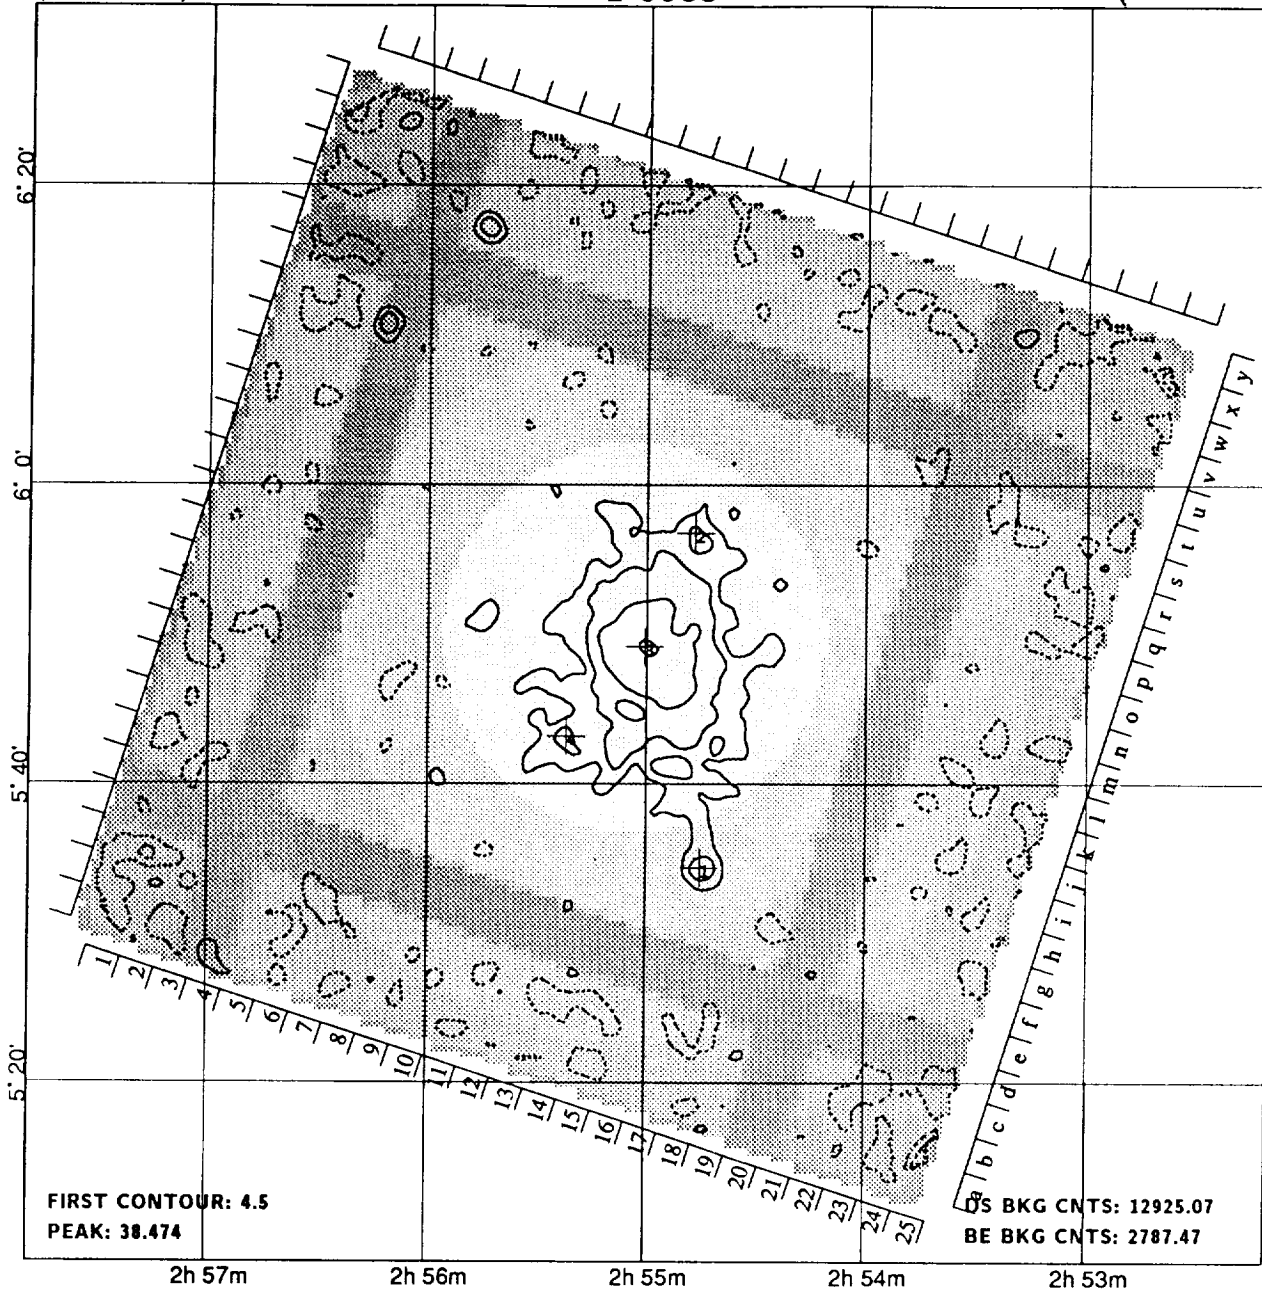 6° 20'
6° 0'
5° 40'
5° 20'
2
1
1 2 3 4 5 6 7 8 9 10 11 12 13 14 15 16 17 18 19 20 21 22 23 24 25
a b c d e f g h i j k l m n o p q r s t u v w x y
FIRST CONTOUR: 4.5
PEAK: 38.474
DS BKG CNTS: 12925.07
BE BKG CNTS: 2787.47
2h 57m 2h 56m 2h 55m 2h 54m 2h 53m